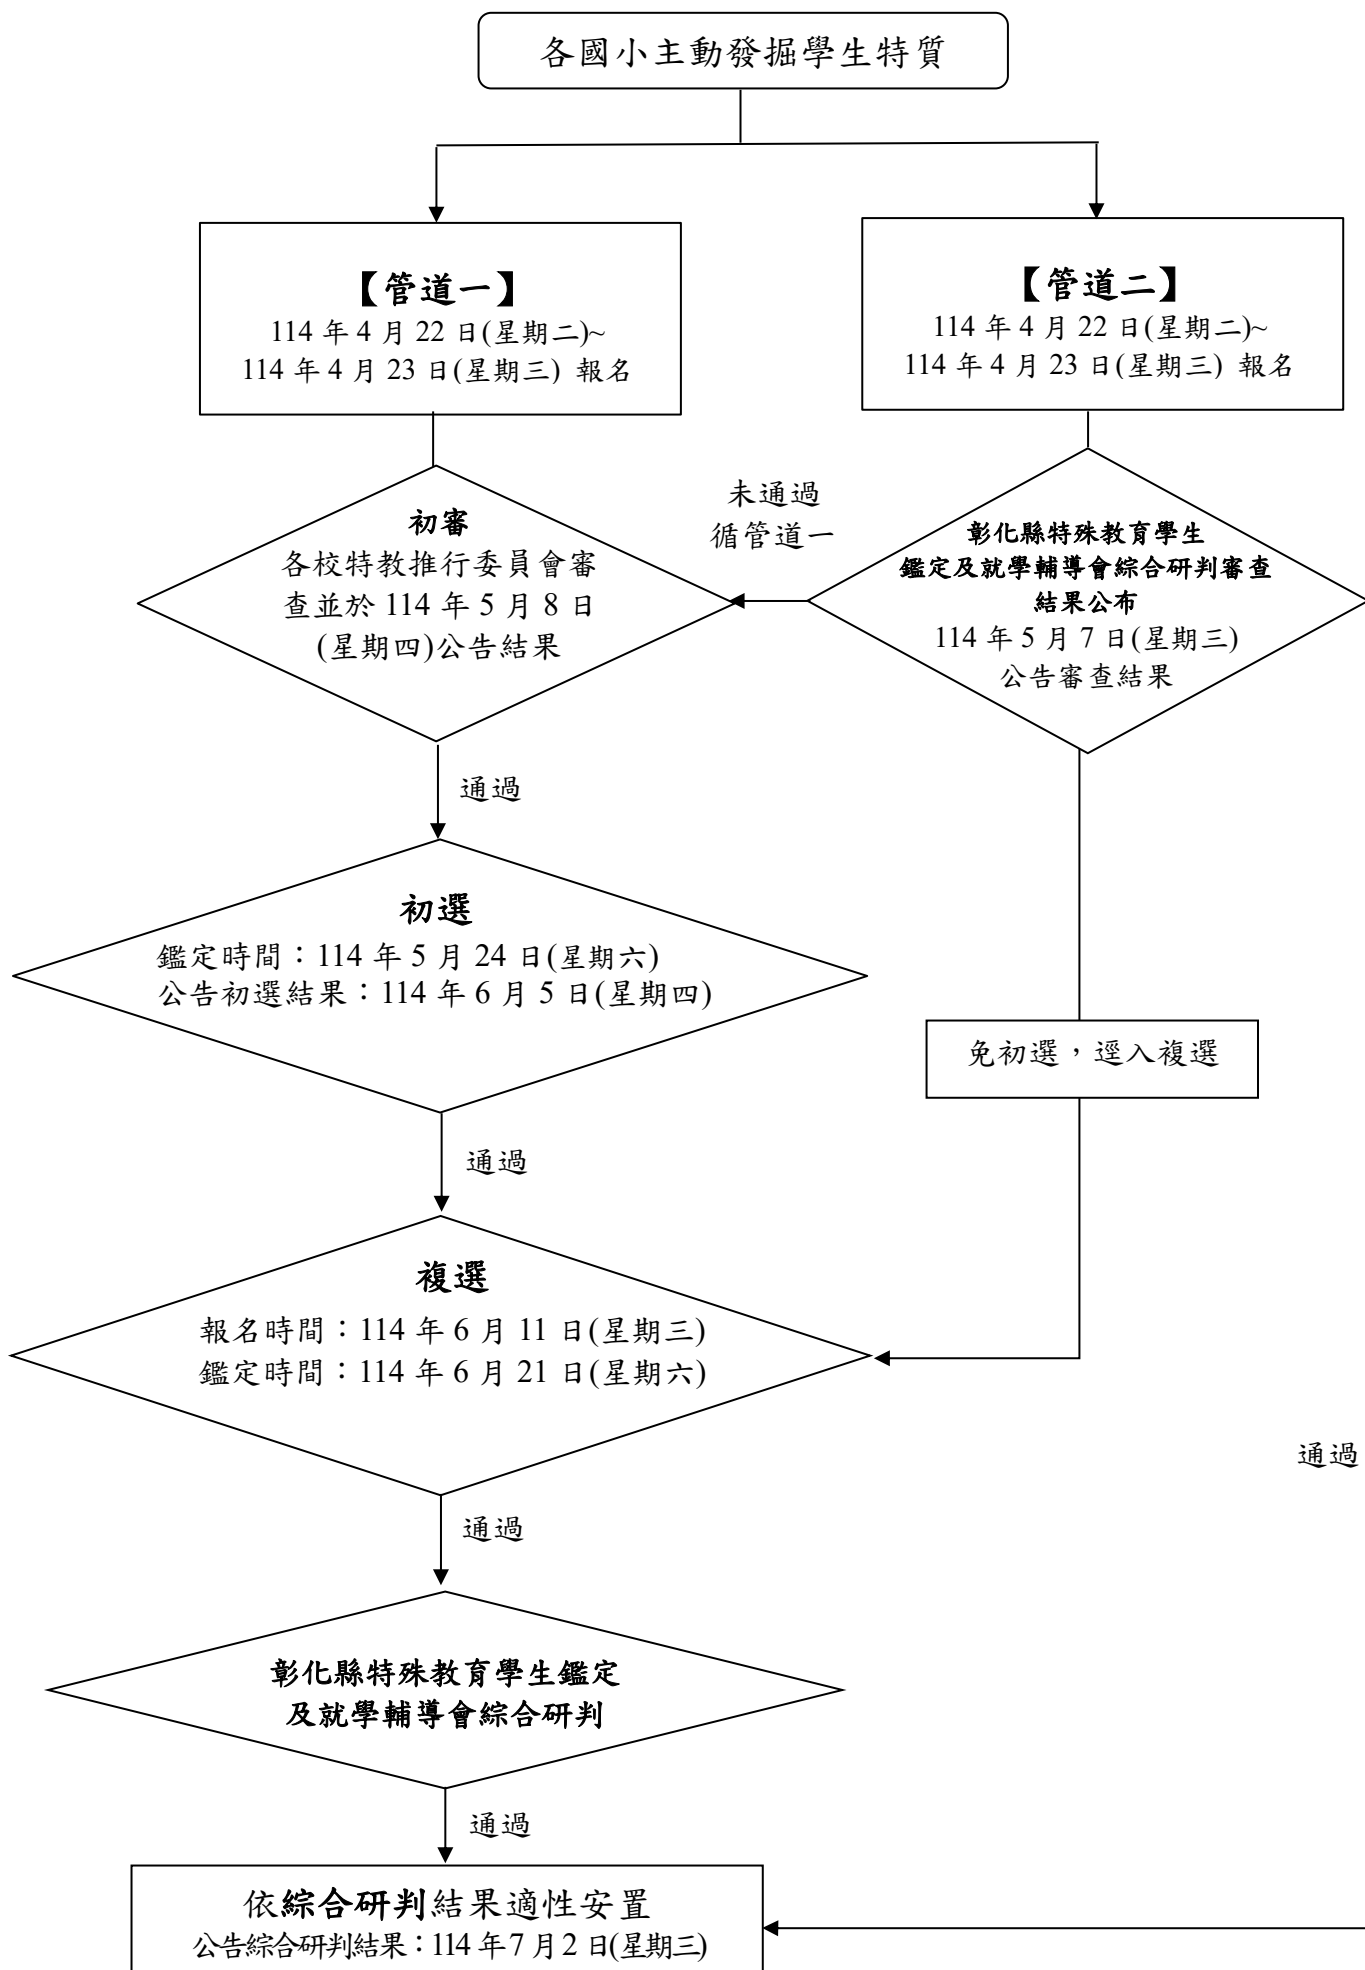 各國小主動發掘學生特質
【管道一】
114 年 4 月 22 日(星期二)~
114 年 4 月 23 日(星期三) 報名
【管道二】
114 年 4 月 22 日(星期二)~
114 年 4 月 23 日(星期三) 報名
初審
各校特教推行委員會審
查並於 114 年 5 月 8 日
(星期四)公告結果
未通過
循管道一
彰化縣特殊教育學生
鑑定及就學輔導會綜合研判審查
結果公布
114 年 5 月 7 日(星期三)
公告審查結果
通過
初選
鑑定時間：114 年 5 月 24 日(星期六)
公告初選結果：114 年 6 月 5 日(星期四)
免初選，逕入複選
通過
複選
報名時間：114 年 6 月 11 日(星期三)
鑑定時間：114 年 6 月 21 日(星期六)
通過
通過
彰化縣特殊教育學生鑑定
及就學輔導會綜合研判
通過
依綜合研判結果適性安置
公告綜合研判結果：114 年 7 月 2 日(星期三)